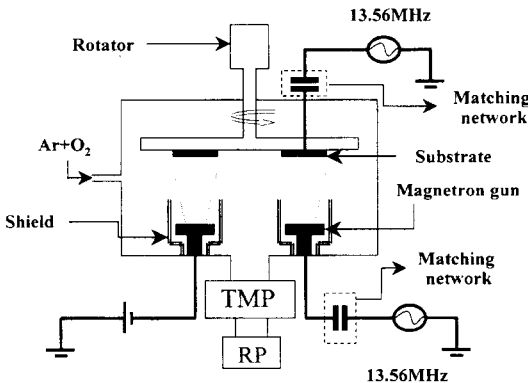 13.56MHz
Rotator
Matching
network
Ar+O₂
Substrate
Magnetron gun
Shield
Matching
network
TMP
RP
13.56MHz